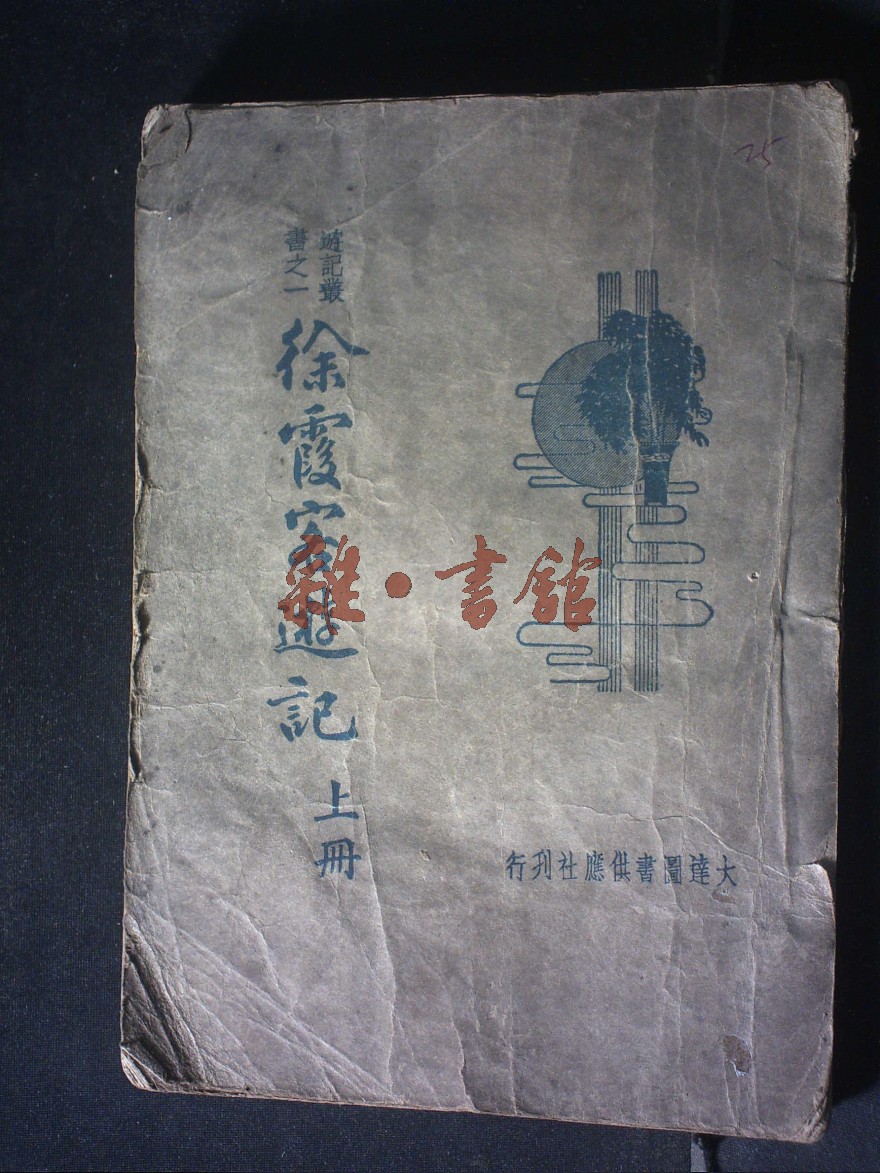 遊記叢
書之一
徐霞客遊記
上冊
大達圖書供應社刊行
25
雜·書館